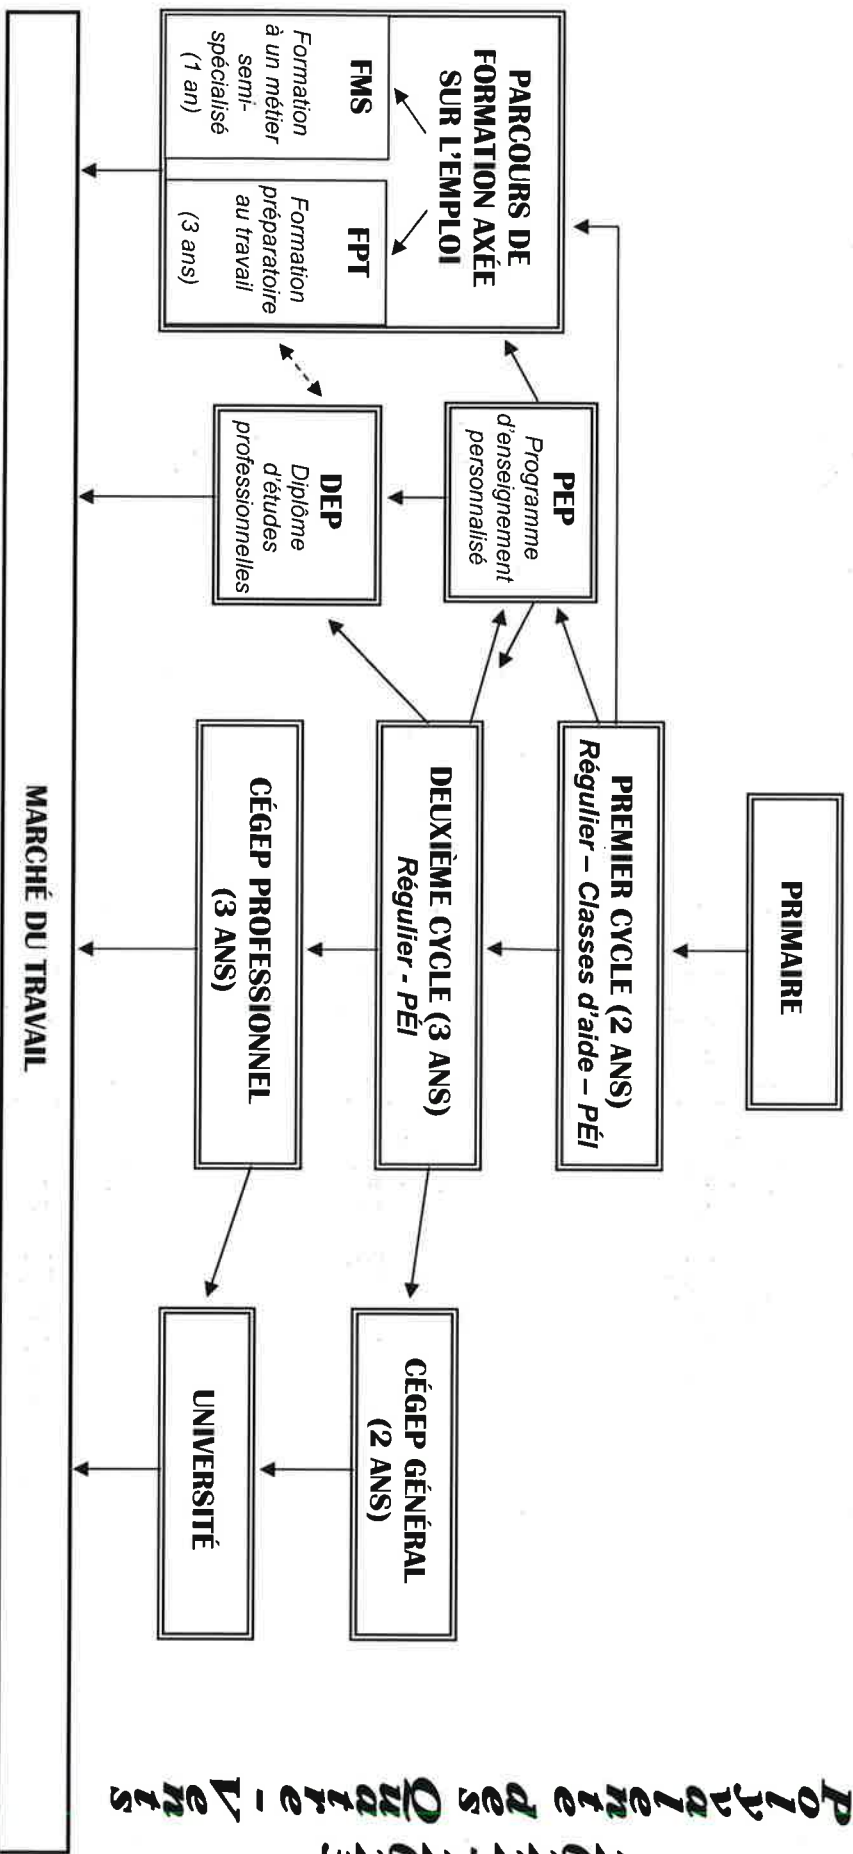 Polyvalente des Quatre-Vents
PRIMAIRE
PREMIER CYCLE (2 ANS)
Régulier – Classes d'aide – PÉI
DEUXIÈME CYCLE (3 ANS)
Régulier - PÉI
CÉGEP PROFESSIONNEL
(3 ANS)
CÉGEP GÉNÉRAL
(2 ANS)
UNIVERSITÉ
PEP
Programme
d'enseignement
personnalisé
DEP
Diplôme
d'études
professionnelles
PARCOURS DE
FORMATION AXÉE
SUR L'EMPLOI
FMS
Formation
à un métier
semi-
spécialisé
(1 an)
FPT
Formation
préparatoire
au travail
(3 ans)
MARCHÉ DU TRAVAIL